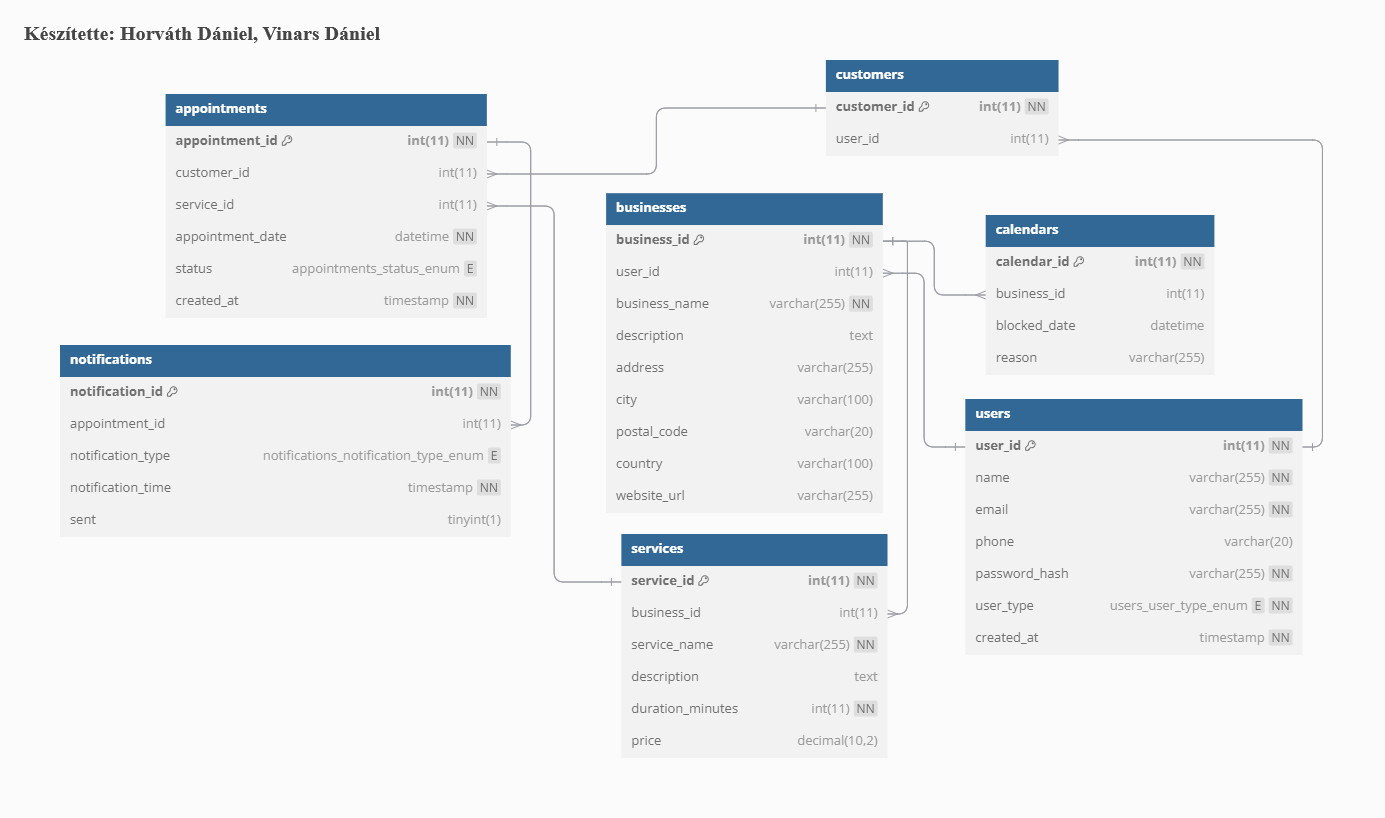 Készítette: Horváth Dániel, Vinars Dániel
appointments
appointment_id int(11) NN
customer_id int(11)
service_id int(11)
appointment_date datetime NN
status appointments_status_enum E
created_at timestamp NN
notifications
notification_id int(11) NN
appointment_id int(11)
notification_type notifications_notification_type_enum E
notification_time timestamp NN
sent tinyint(1)
customers
customer_id int(11) NN
user_id int(11)
businesses
business_id int(11) NN
user_id int(11)
business_name varchar(255) NN
description text
address varchar(255)
city varchar(100)
postal_code varchar(20)
country varchar(100)
website_url varchar(255)
services
service_id int(11) NN
business_id int(11)
service_name varchar(255) NN
description text
duration_minutes int(11) NN
price decimal(10,2)
calendars
calendar_id int(11) NN
business_id int(11)
blocked_date datetime
reason varchar(255)
users
user_id int(11) NN
name varchar(255) NN
email varchar(255) NN
phone varchar(20)
password_hash varchar(255) NN
user_type users_user_type_enum E NN
created_at timestamp NN